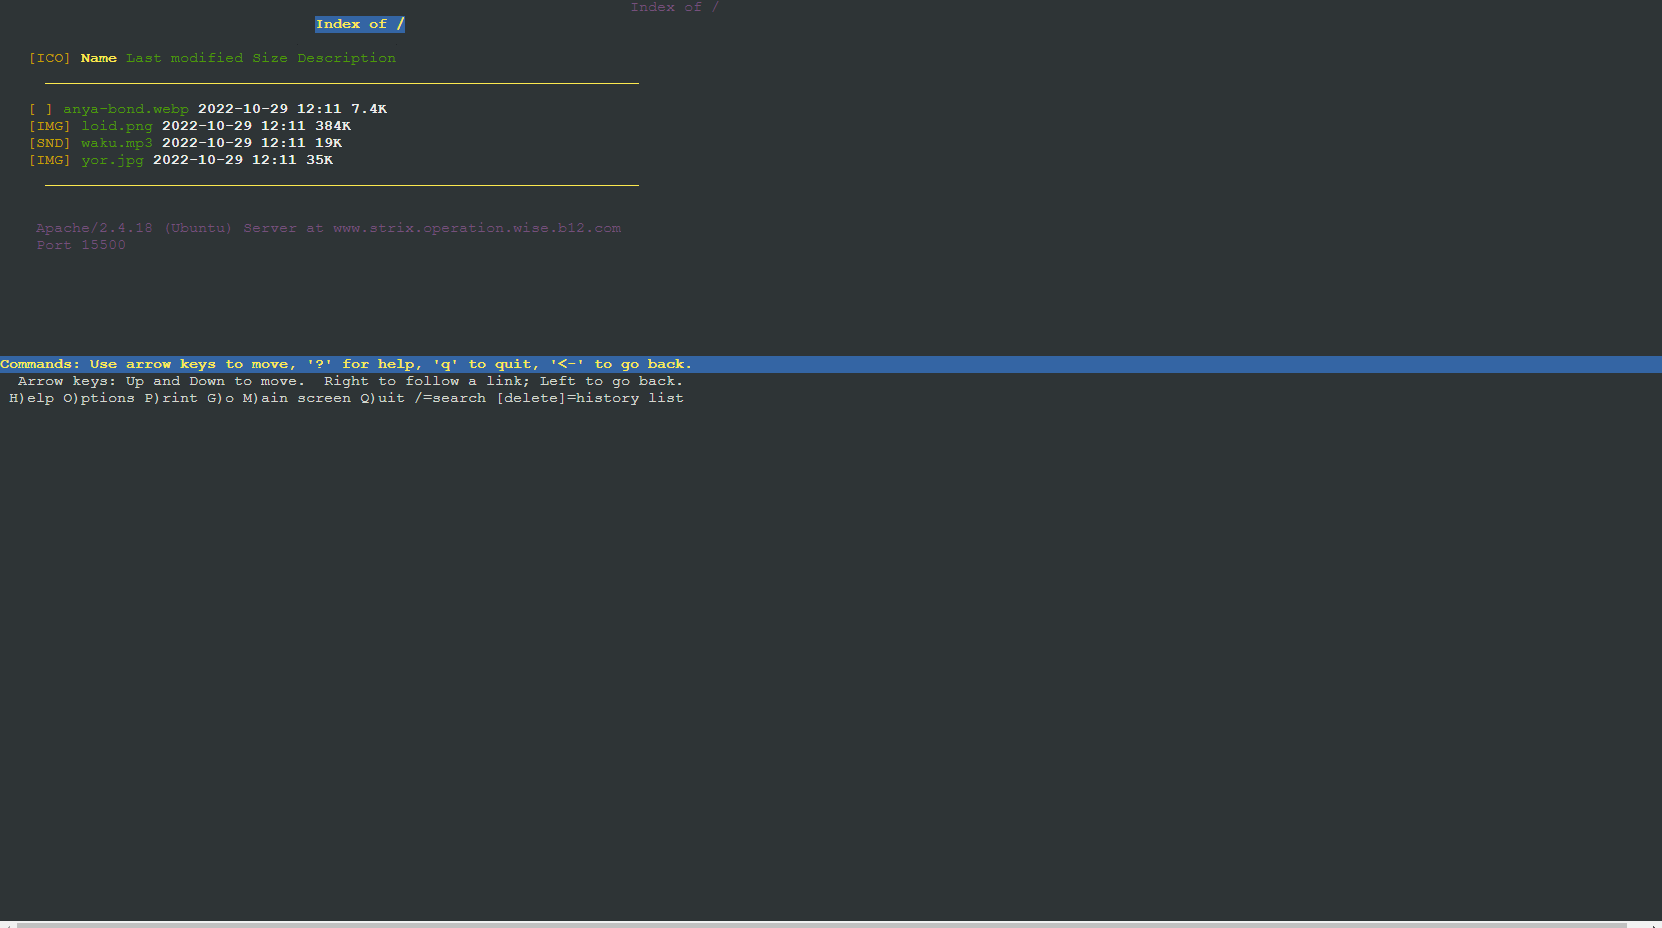 Index of /
Index of /
[ICO] Name Last modified Size Description
[ ] anya-bond.webp 2022-10-29 12:11 7.4K
[IMG] loid.png 2022-10-29 12:11 384K
[SND] waku.mp3 2022-10-29 12:11 19K
[IMG] yor.jpg 2022-10-29 12:11 35K
Apache/2.4.18 (Ubuntu) Server at www.strix.operation.wise.b12.com
Port 15500
Commands: Use arrow keys to move, '?' for help, 'q' to quit, '<-' to go back.
Arrow keys: Up and Down to move.  Right to follow a link; Left to go back.
H)elp O)ptions P)rint G)o M)ain screen Q)uit /=search [delete]=history list